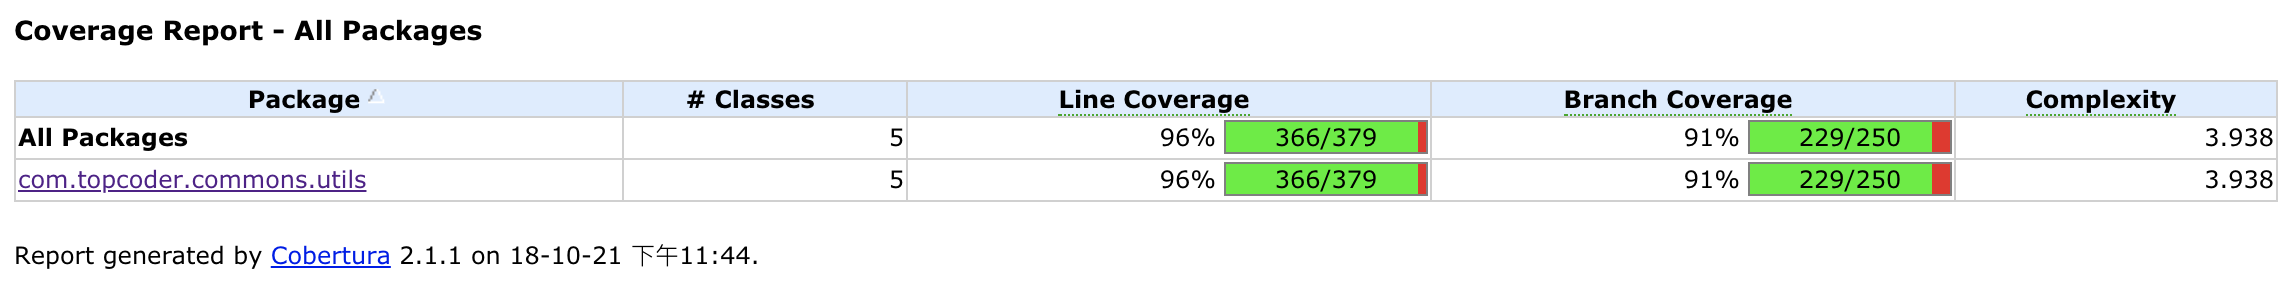 Coverage Report - All Packages
Package # Classes Line Coverage Branch Coverage Complexity
All Packages 5 96% 366/379 91% 229/250 3.938
com.topcoder.commons.utils 5 96% 366/379 91% 229/250 3.938
Report generated by Cobertura 2.1.1 on 18-10-21 下午11:44.